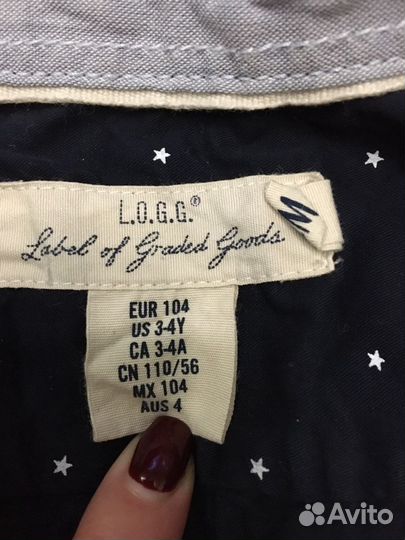 L.O.G.G.®
Label of Graded Goods
EUR 104
US 3-4Y
CA 3-4A
CN 110/56
MX 104
AUS 4
Avito